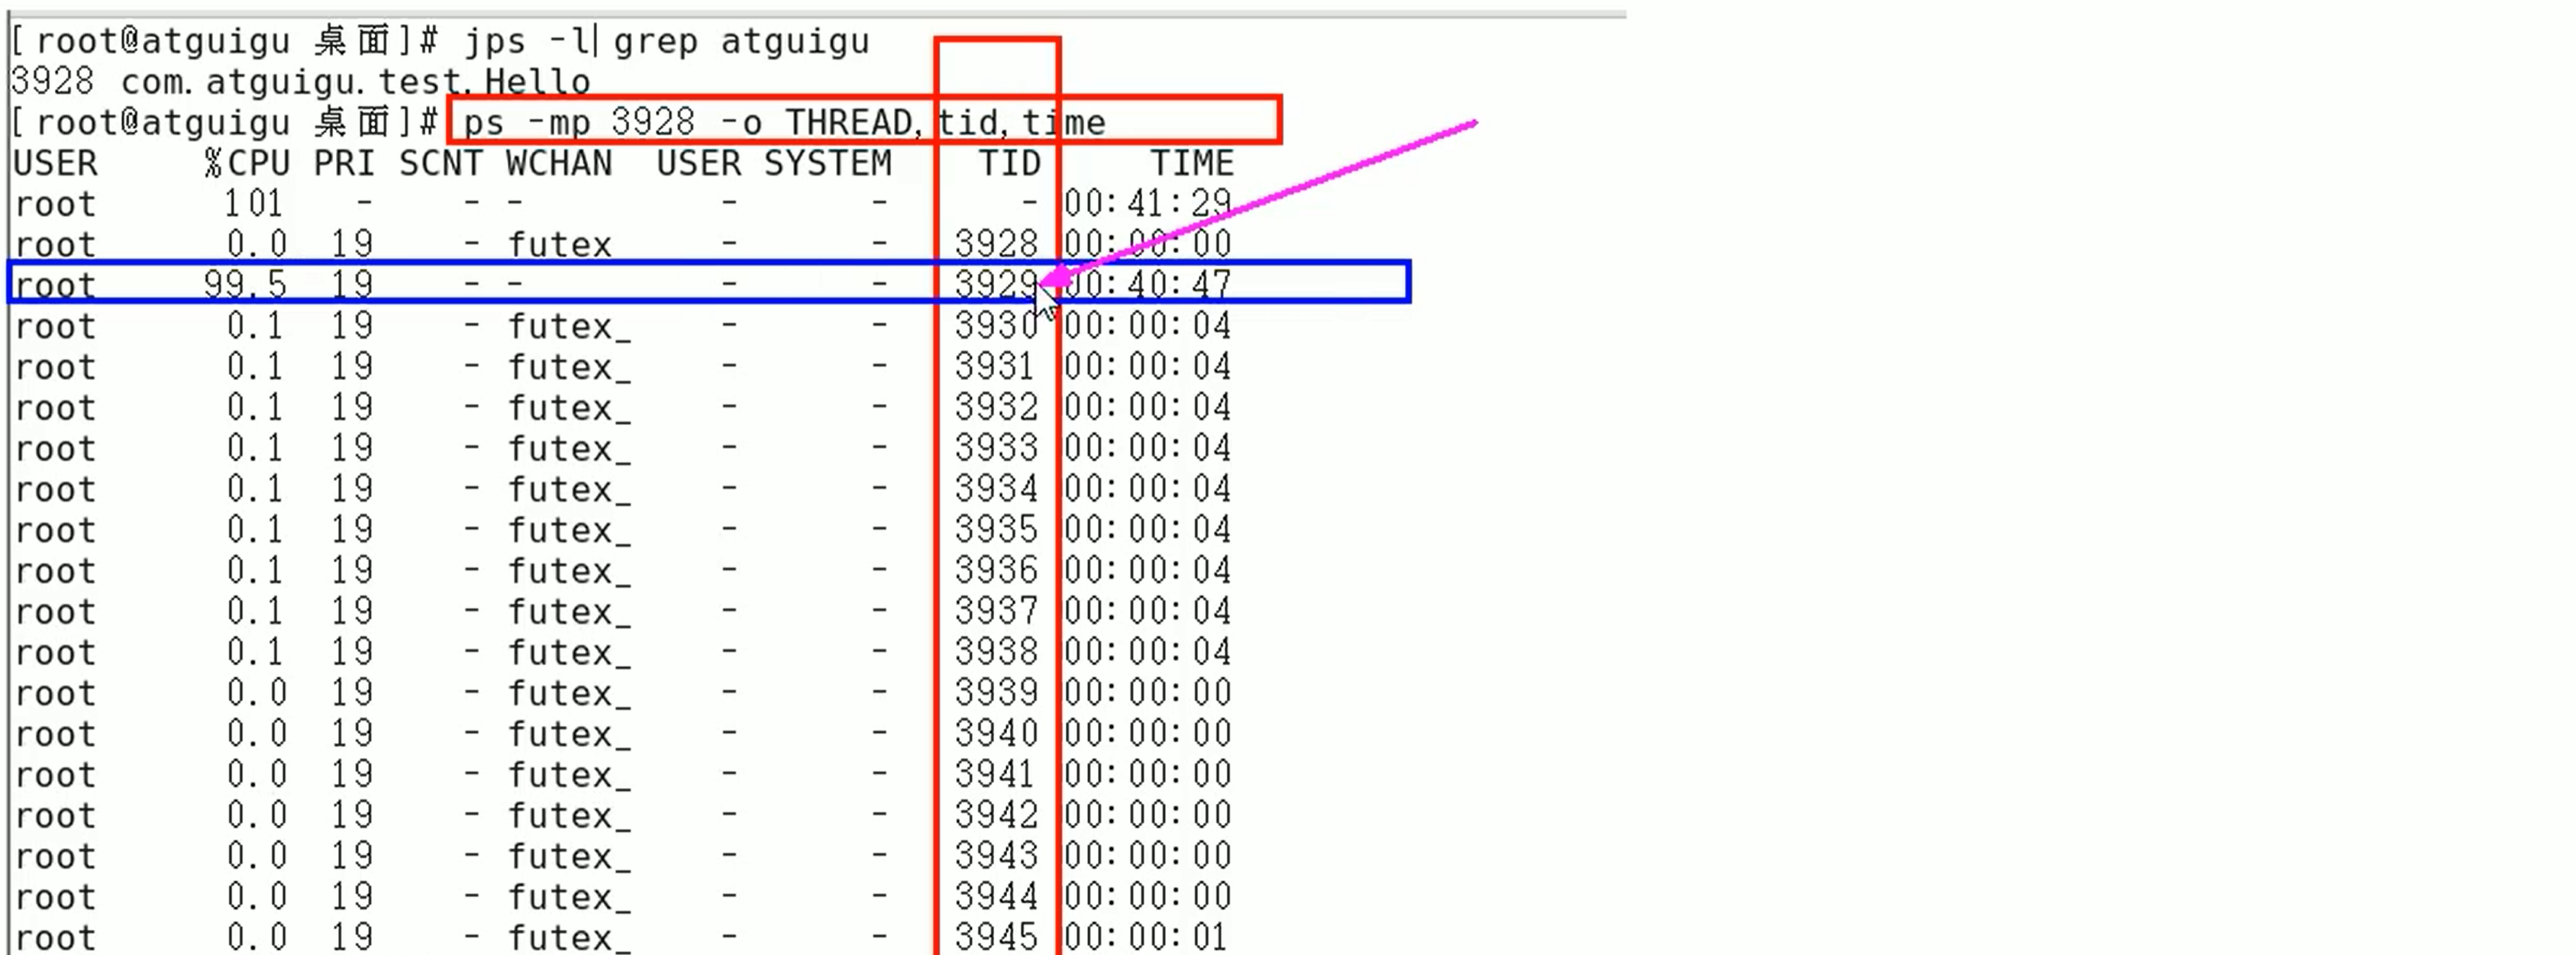 [root@atguigu 桌面]# jps -l| grep atguigu
3928 com.atguigu.test.Hello
[root@atguigu 桌面]# ps -mp 3928 -o THREAD,tid,time
USER %CPU PRI SCNT WCHAN USER SYSTEM TID TIME
root 101 - - - - - - 00:41:29
root 0.0 19 - futex - - 3928 00:00:00
root 99.5 19 - - - - 3929 00:40:47
root 0.1 19 - futex_ - - 3930 00:00:04
root 0.1 19 - futex_ - - 3931 00:00:04
root 0.1 19 - futex_ - - 3932 00:00:04
root 0.1 19 - futex_ - - 3933 00:00:04
root 0.1 19 - futex_ - - 3934 00:00:04
root 0.1 19 - futex_ - - 3935 00:00:04
root 0.1 19 - futex_ - - 3936 00:00:04
root 0.1 19 - futex_ - - 3937 00:00:04
root 0.1 19 - futex_ - - 3938 00:00:04
root 0.0 19 - futex_ - - 3939 00:00:00
root 0.0 19 - futex_ - - 3940 00:00:00
root 0.0 19 - futex_ - - 3941 00:00:00
root 0.0 19 - futex_ - - 3942 00:00:00
root 0.0 19 - futex_ - - 3943 00:00:00
root 0.0 19 - futex_ - - 3944 00:00:00
root 0.0 19 - futex_ - - 3945 00:00:01